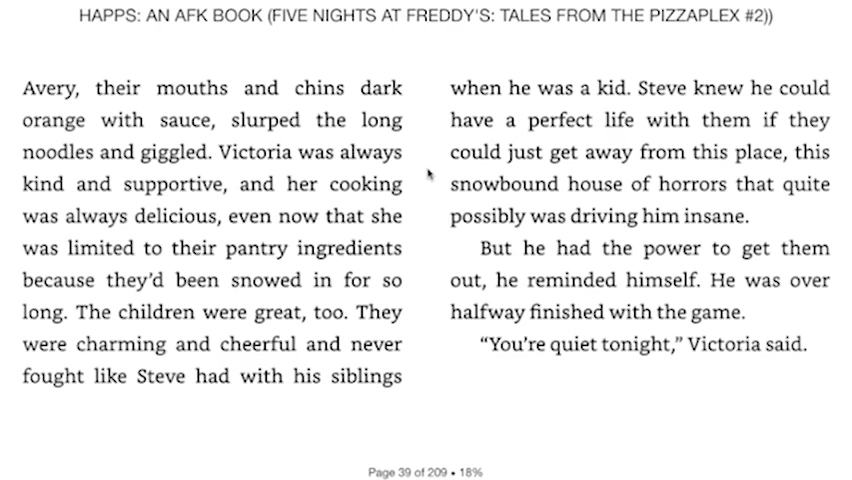 HAPPS: AN AFK BOOK (FIVE NIGHTS AT FREDDY'S: TALES FROM THE PIZZAPLEX #2))
Avery, their mouths and chins dark
orange with sauce, slurped the long
noodles and giggled. Victoria was always
kind and supportive, and her cooking
was always delicious, even now that she
was limited to their pantry ingredients
because they’d been snowed in for so
long. The children were great, too. They
were charming and cheerful and never
fought like Steve had with his siblings
when he was a kid. Steve knew he could
have a perfect life with them if they
could just get away from this place, this
snowbound house of horrors that quite
possibly was driving him insane.
But he had the power to get them
out, he reminded himself. He was over
halfway finished with the game.
“You’re quiet tonight,” Victoria said.
Page 39 of 209 • 18%